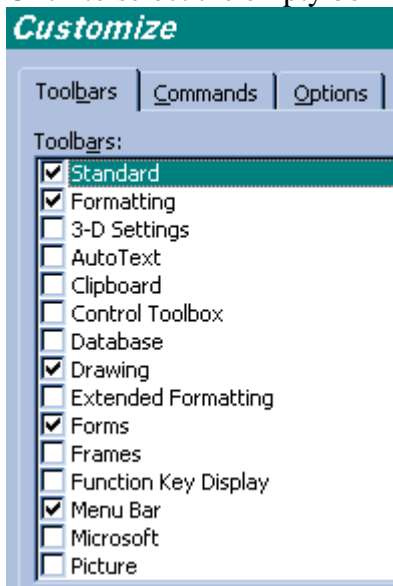 Customize
Toolbars Commands Options
Toolbars:
Standard
Formatting
3-D Settings
AutoText
Clipboard
Control Toolbox
Database
Drawing
Extended Formatting
Forms
Frames
Function Key Display
Menu Bar
Microsoft
Picture